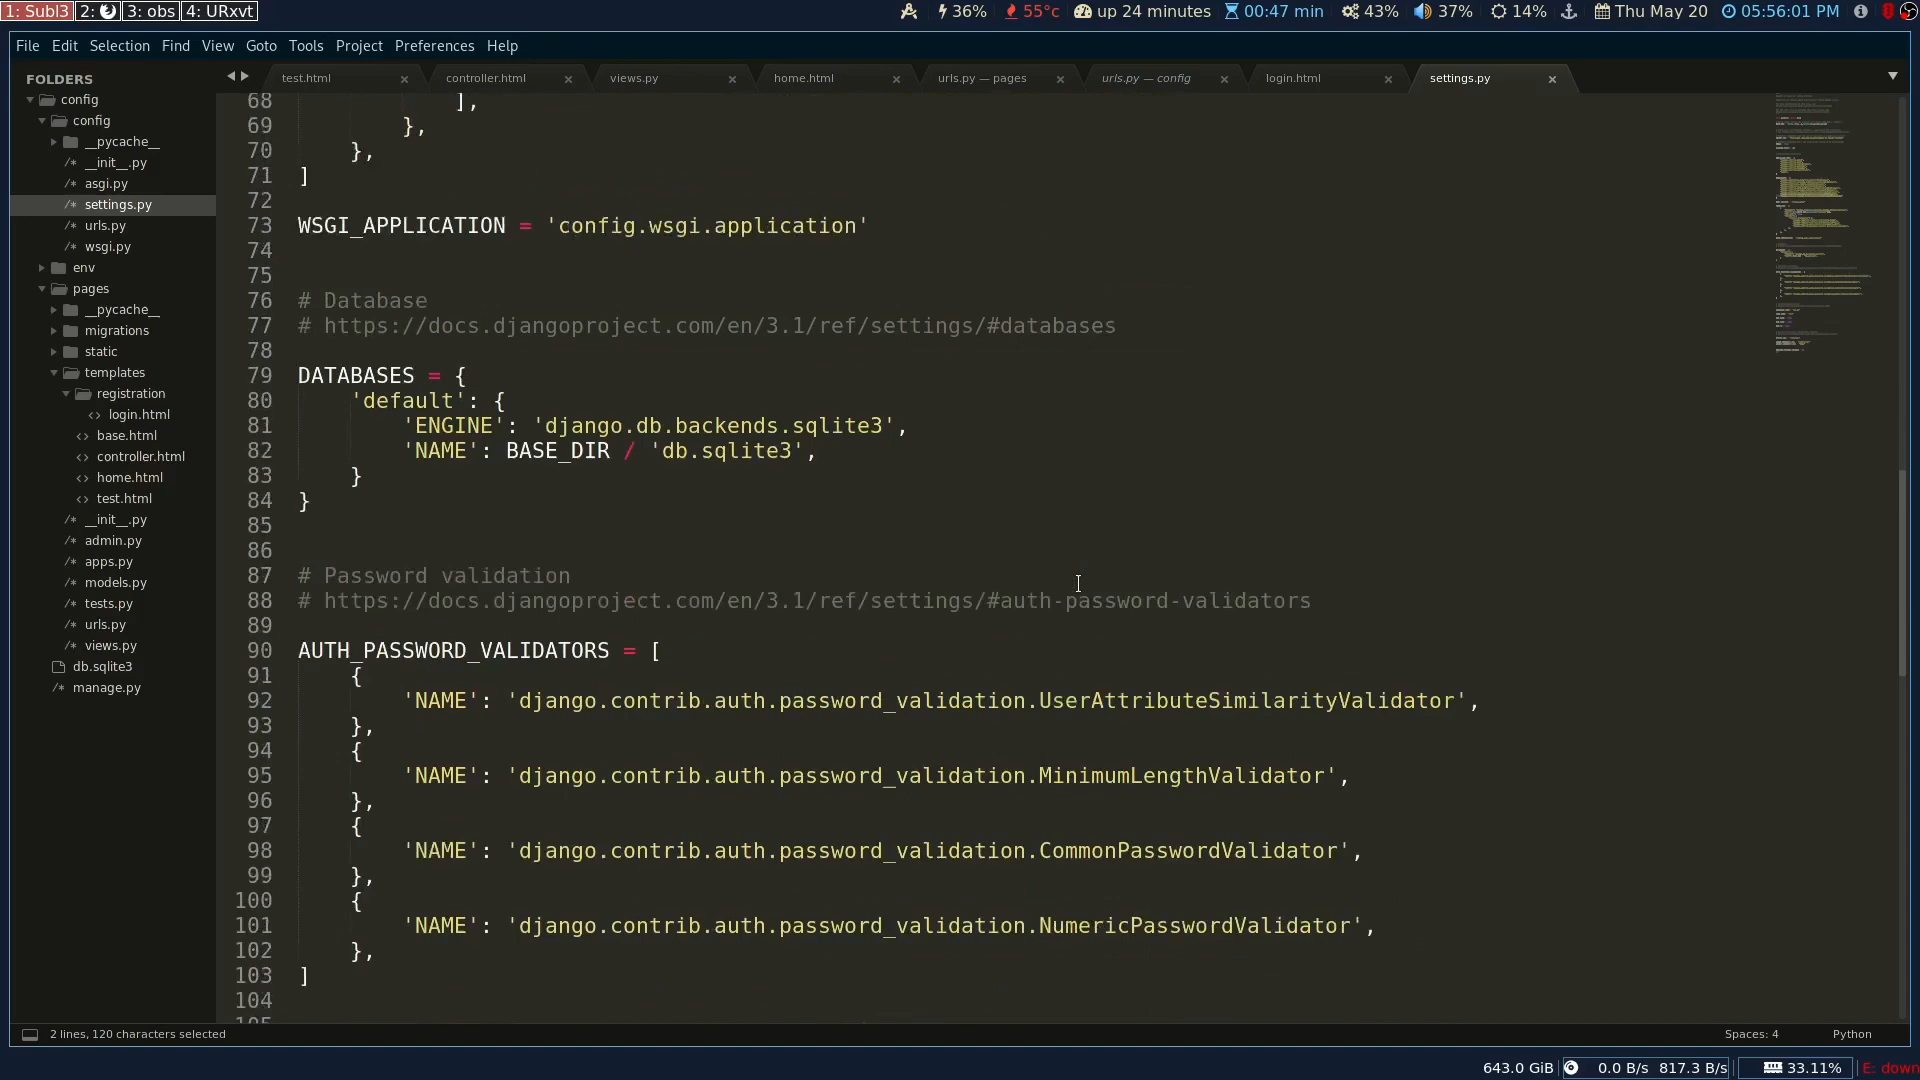 1: Subl3 2: 3: obs 4: URxvt 36% 55°c up 24 minutes 00:47 min 43% 37% 14% Thu May 20 05:56:01 PM
File Edit Selection Find View Goto Tools Project Preferences Help
FOLDERS
config
config
__pycache__
__init__.py
asgi.py
settings.py
urls.py
wsgi.py
env
pages
__pycache__
migrations
static
templates
registration
login.html
base.html
controller.html
home.html
test.html
__init__.py
admin.py
apps.py
models.py
tests.py
urls.py
views.py
db.sqlite3
manage.py
test.html controller.html views.py home.html urls.py — pages urls.py — config login.html settings.py
68 ],
69 },
70 },
71 ]
72
73 WSGI_APPLICATION = 'config.wsgi.application'
74
75
76 # Database
77 # https://docs.djangoproject.com/en/3.1/ref/settings/#databases
78
79 DATABASES = {
80 'default': {
81 'ENGINE': 'django.db.backends.sqlite3',
82 'NAME': BASE_DIR / 'db.sqlite3',
83 }
84 }
85
86
87 # Password validation
88 # https://docs.djangoproject.com/en/3.1/ref/settings/#auth-password-validators
89
90 AUTH_PASSWORD_VALIDATORS = [
91 {
92 'NAME': 'django.contrib.auth.password_validation.UserAttributeSimilarityValidator',
93 },
94 {
95 'NAME': 'django.contrib.auth.password_validation.MinimumLengthValidator',
96 },
97 {
98 'NAME': 'django.contrib.auth.password_validation.CommonPasswordValidator',
99 },
100 {
101 'NAME': 'django.contrib.auth.password_validation.NumericPasswordValidator',
102 },
103 ]
104
105
2 lines, 120 characters selected Spaces: 4 Python
643.0 GiB 0.0 B/s 817.3 B/s 33.11% E: down